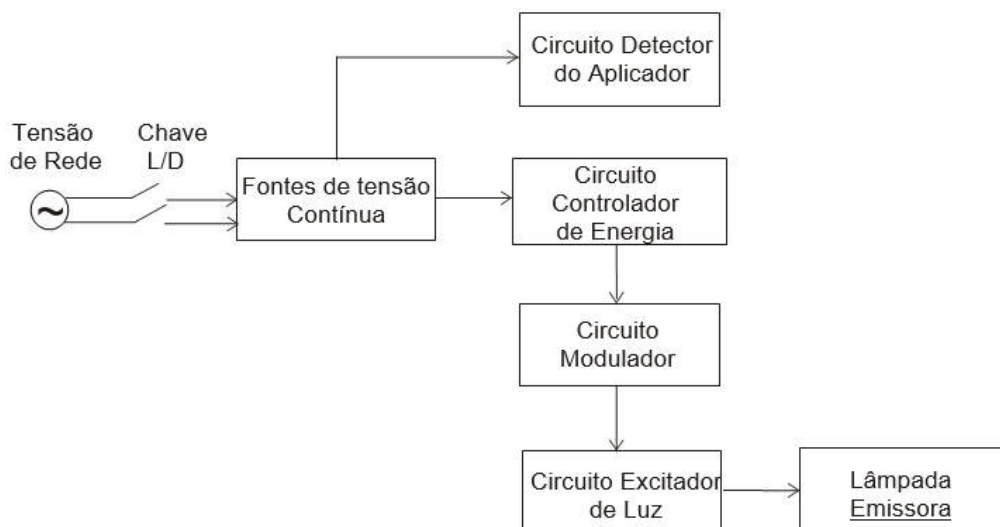 Circuito Detector
do Aplicador
Tensão
de Rede
Chave
L/D
~
Fontes de tensão
Contínua
Circuito
Controlador
de Energia
Circuito
Modulador
Circuito Excitador
de Luz
Lâmpada
Emissora